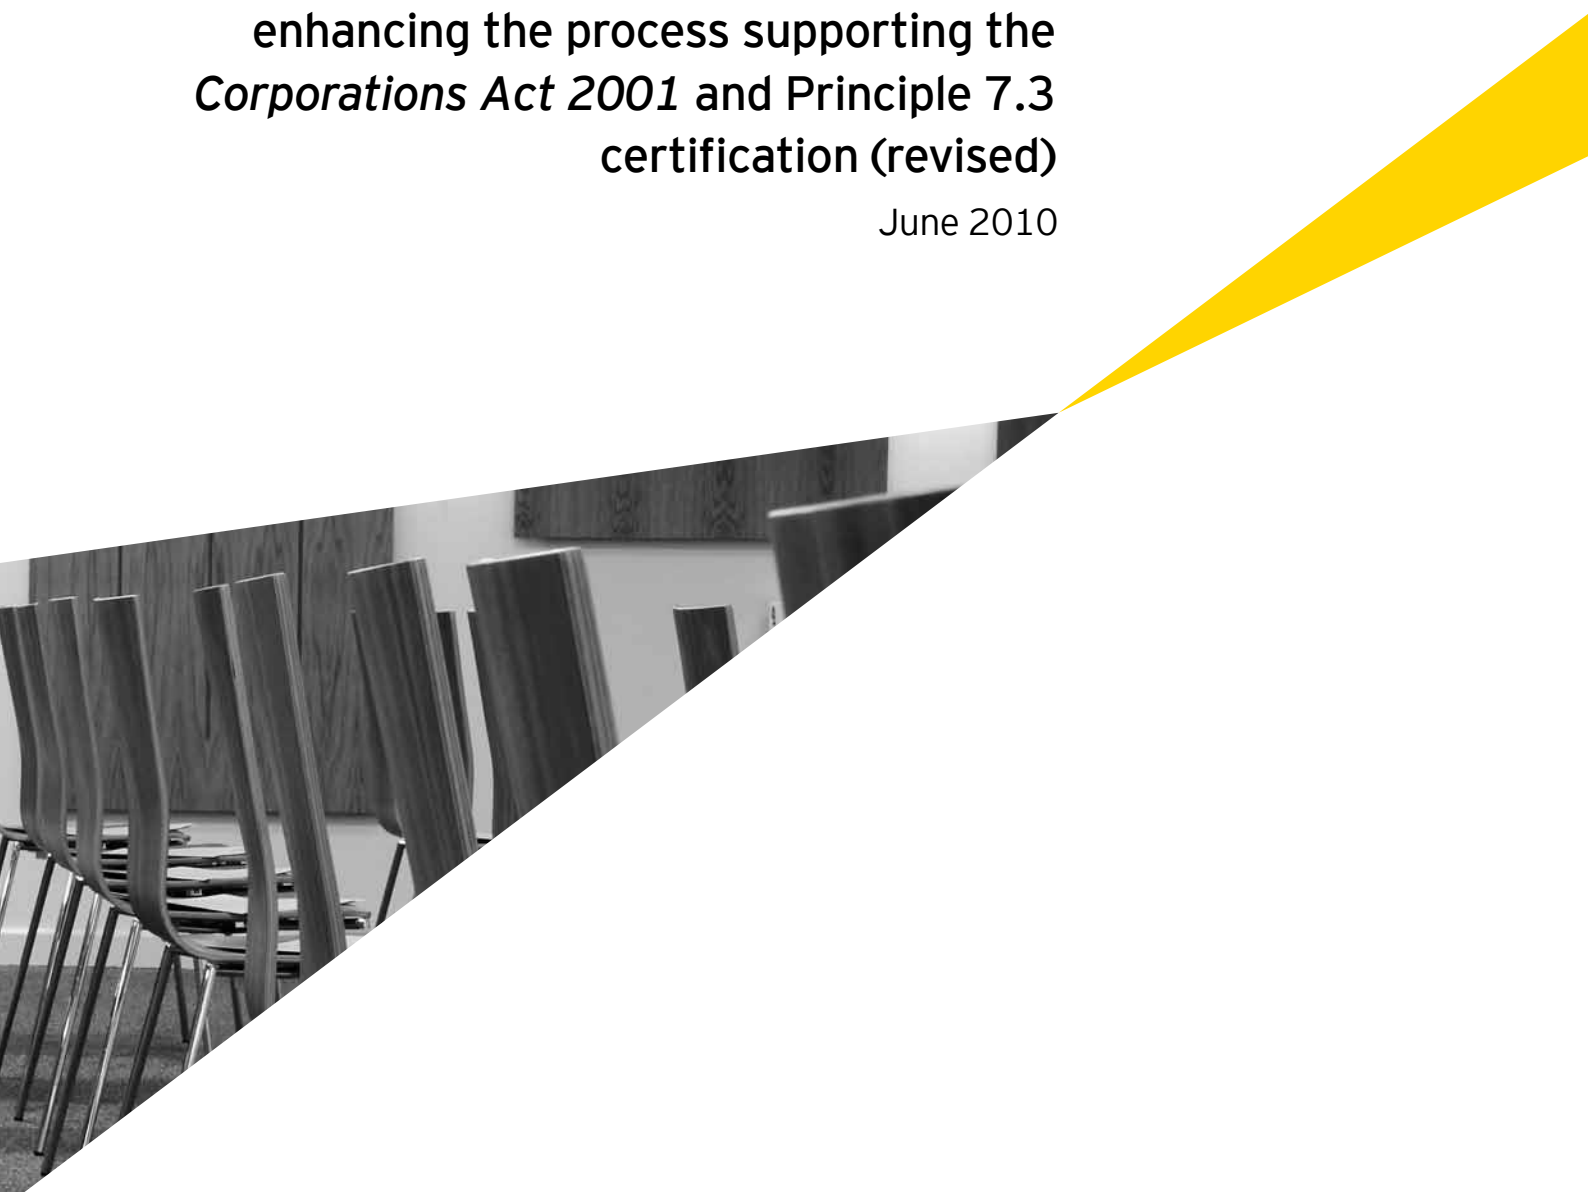 enhancing the process supporting the
Corporations Act 2001 and Principle 7.3
certification (revised)
June 2010